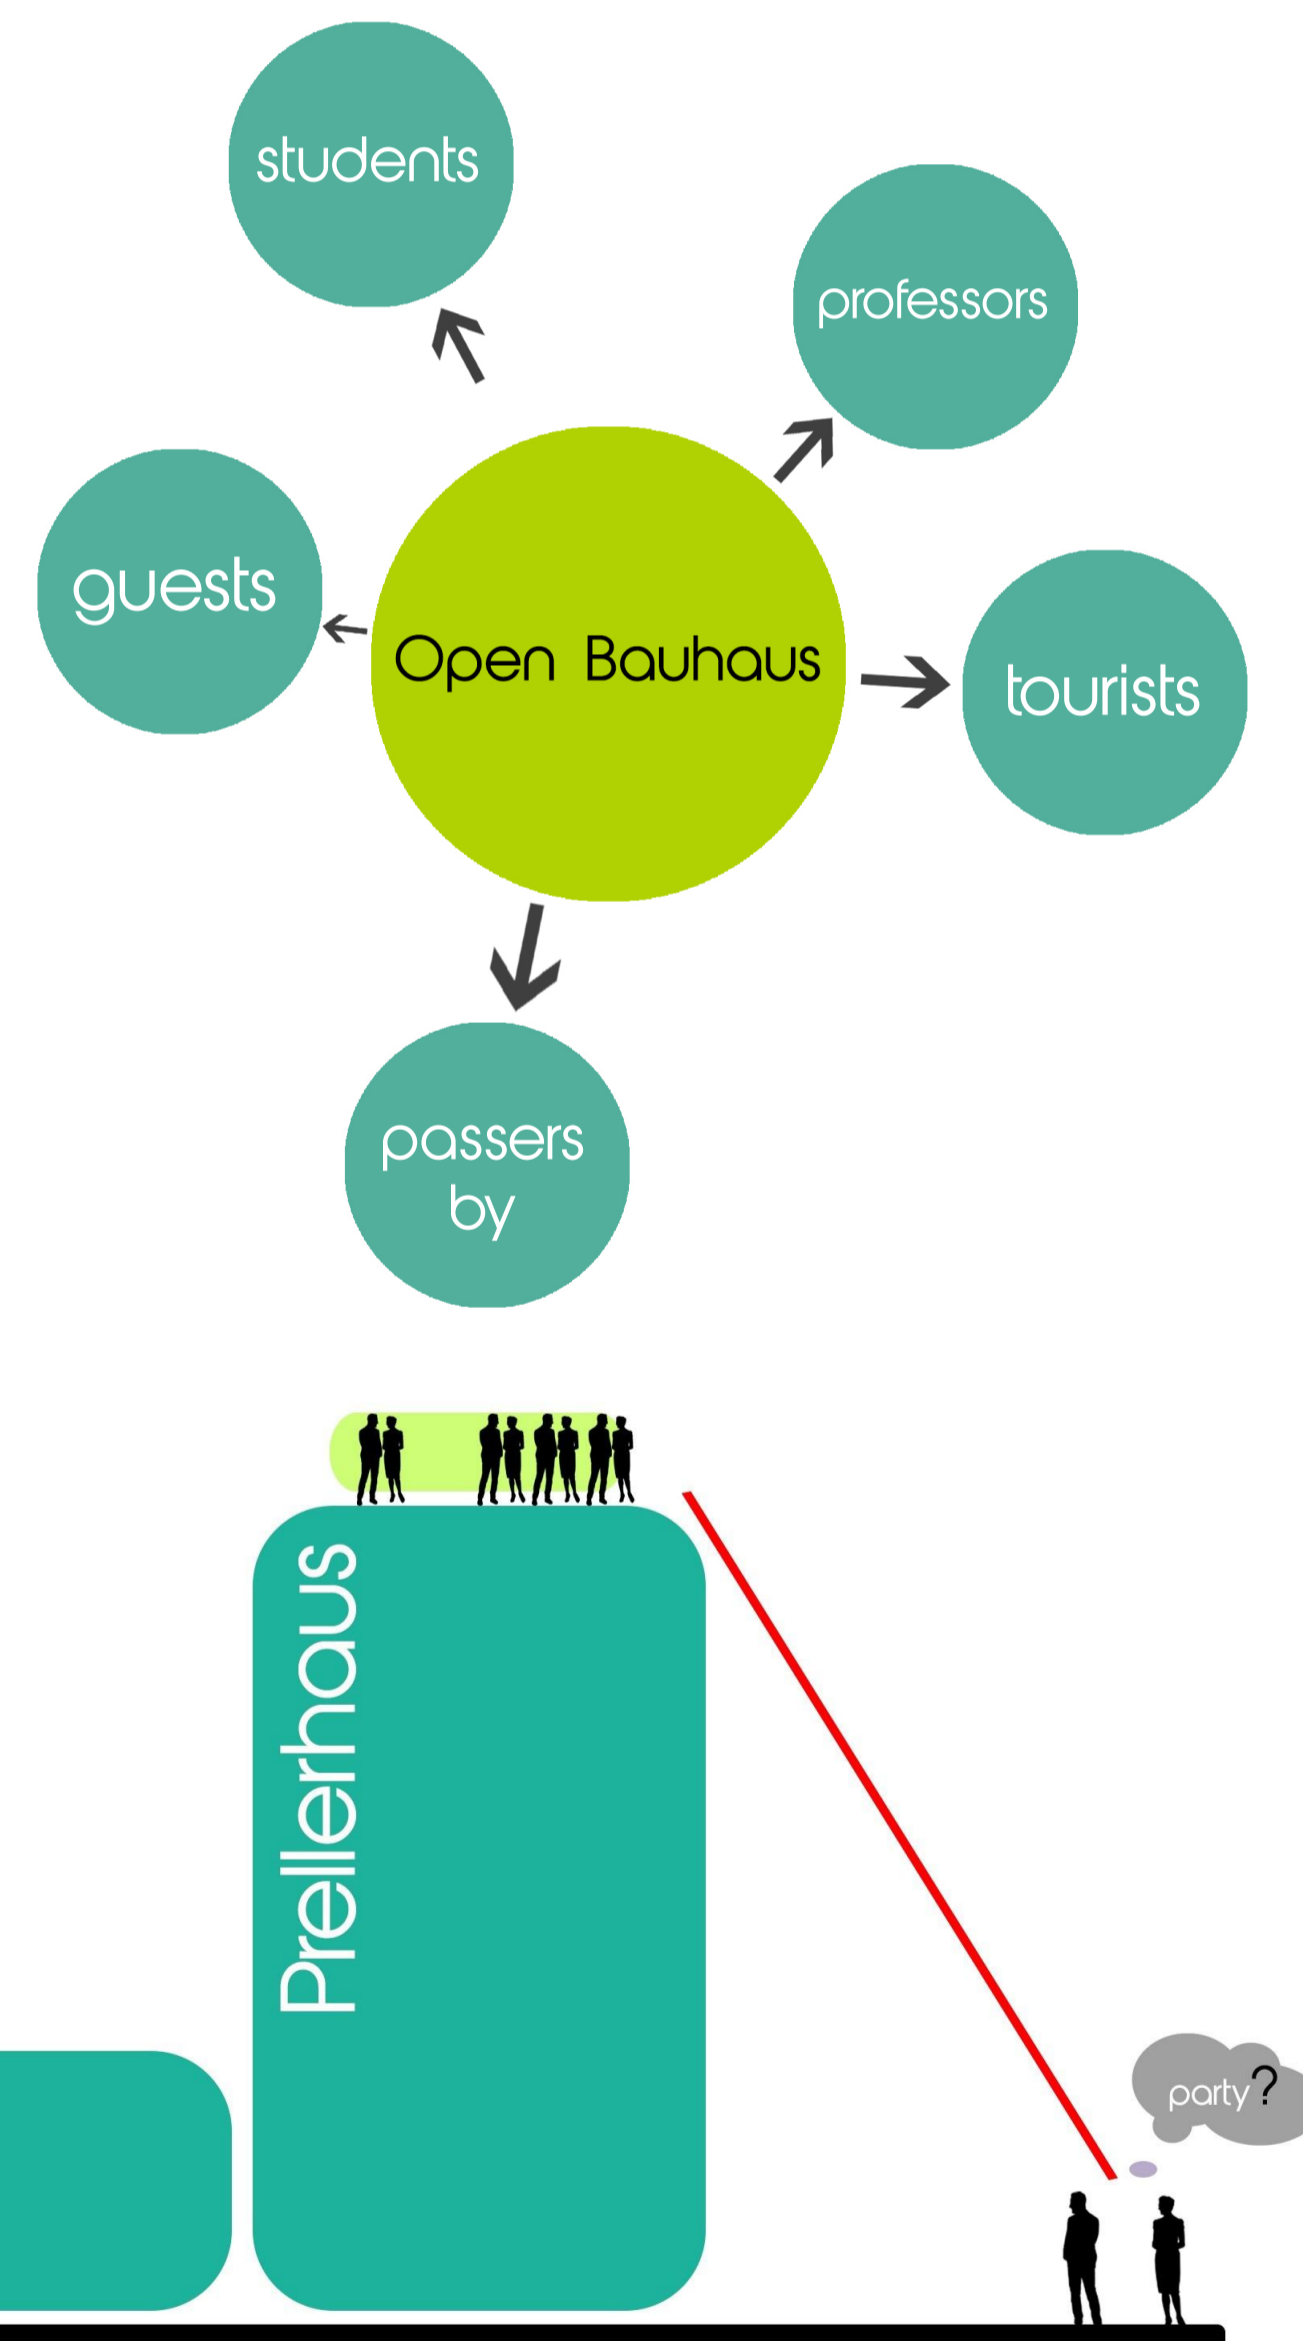 students
professors
guests
Open Bauhaus
tourists
passers
by
Prellerhaus
party?